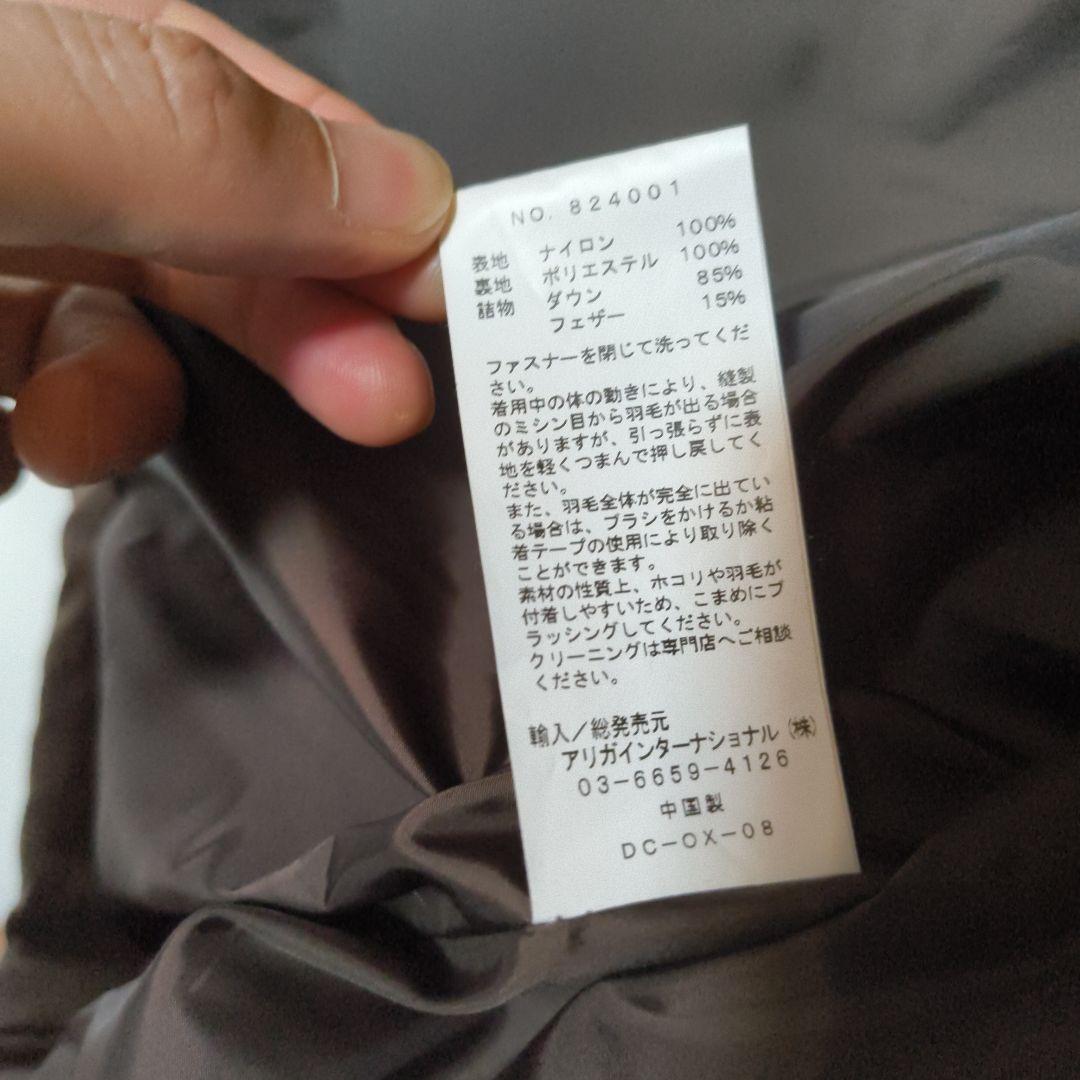 NO. 824001
表地 ナイロン 100%
裏地 ポリエステル 100%
詰物 ダウン 85%
フェザー 15%
ファスナーを閉じて洗ってくだ
さい。
着用中の体の動きにより、縫製
のミシン目から羽毛が出る場合
がありますが、引っ張らずに表
地を軽くつまんで押し戻してく
ださい。
また、羽毛全体が完全に出てい
る場合は、ブラシをかけるか粘
着テープの使用により取り除く
ことができます。
素材の性質上、ホコリや羽毛が
付着しやすいため、こまめにブ
ラッシングしてください。
クリーニングは専門店へご相談
ください。
輸入/総発売元
アリガインターナショナル(株)
03-6659-4126
中国製
DC-OX-08